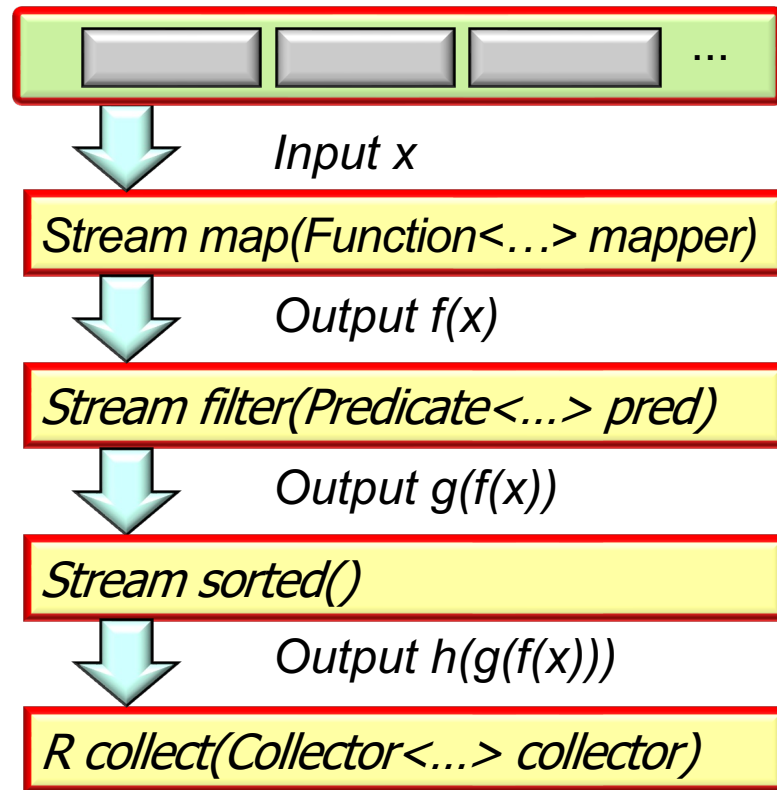 ...
Input x
Stream map(Function<…> mapper)
Output f(x)
Stream filter(Predicate<...> pred)
Output g(f(x))
Stream sorted()
Output h(g(f(x)))
R collect(Collector<...> collector)